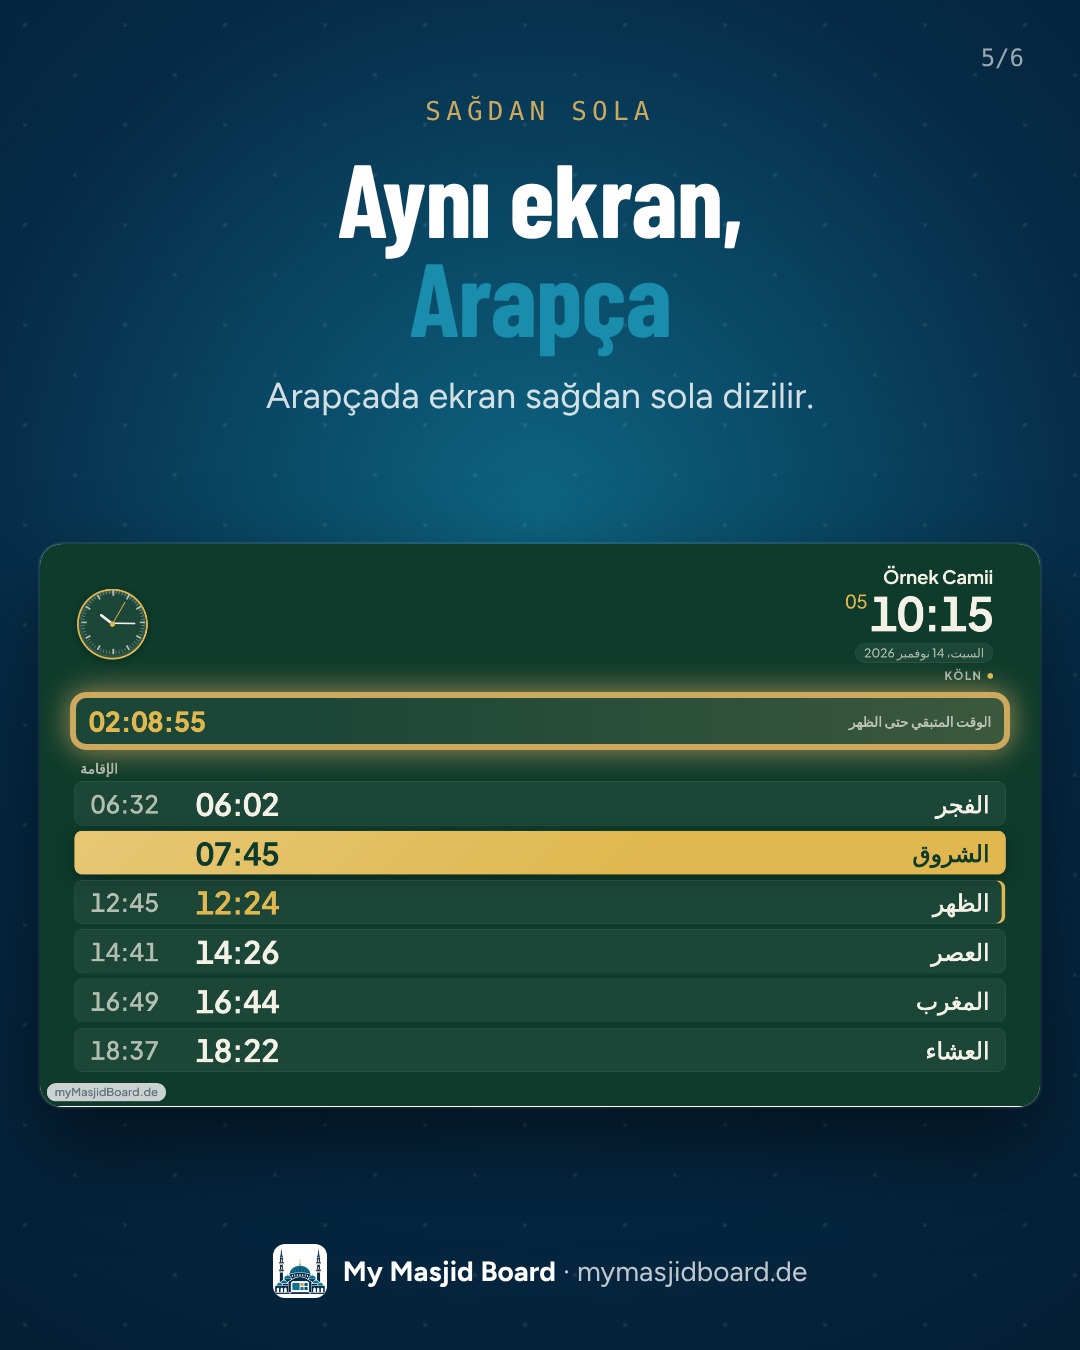 5/6
SAĞDAN SOLA
Aynı ekran,
Arapça
Arapçada ekran sağdan sola dizilir.
Örnek Camii
10:15 05
السبت، 14 نوفمبر 2026
KÖLN
الوقت المتبقي حتى الظهر 02:08:55
الإقامة
الفجر 06:02 06:32
الشروق 07:45
الظهر 12:24 12:45
العصر 14:26 14:41
المغرب 16:44 16:49
العشاء 18:22 18:37
myMasjidBoard.de
My Masjid Board · mymasjidboard.de